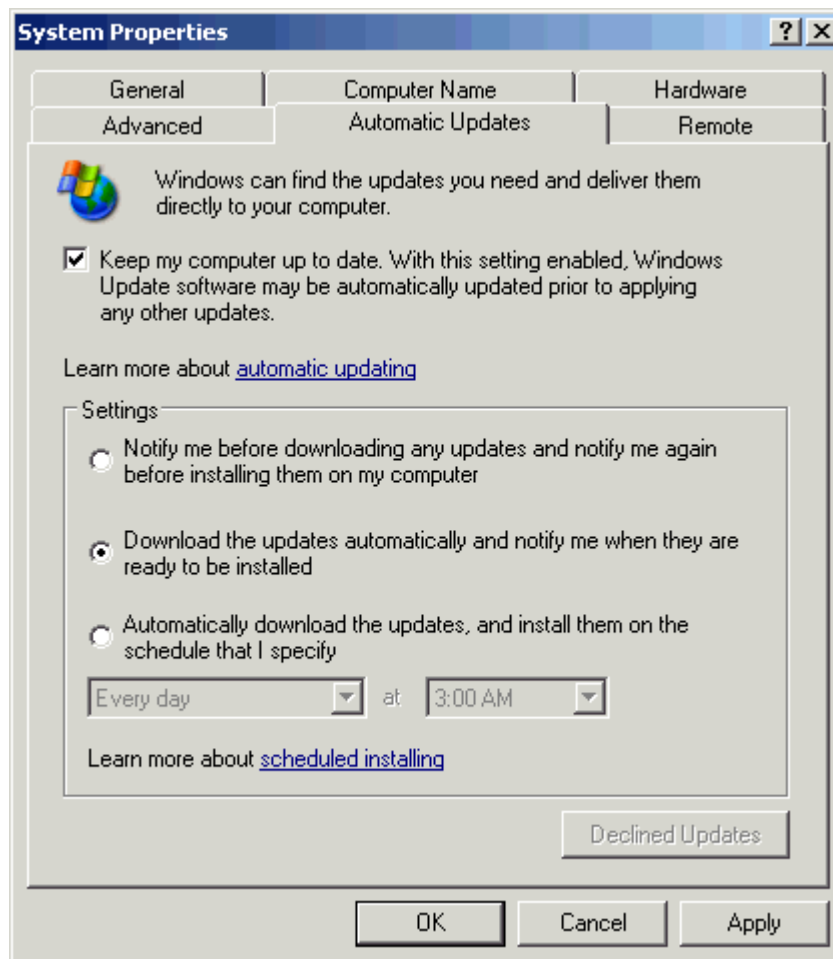 System Properties
General Computer Name Hardware
Advanced Automatic Updates Remote
Windows can find the updates you need and deliver them
directly to your computer.
Keep my computer up to date. With this setting enabled, Windows
Update software may be automatically updated prior to applying
any other updates.
Learn more about automatic updating
Settings
Notify me before downloading any updates and notify me again
before installing them on my computer
Download the updates automatically and notify me when they are
ready to be installed
Automatically download the updates, and install them on the
schedule that I specify
Every day at 3:00 AM
Learn more about scheduled installing
Declined Updates
OK Cancel Apply